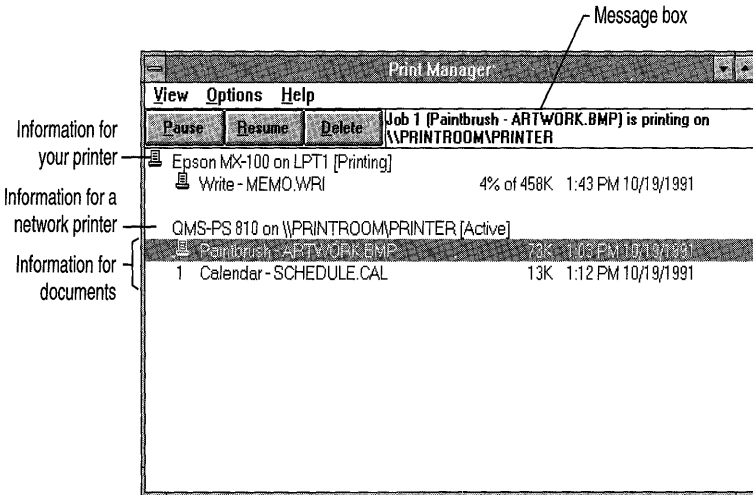 Message box
Print Manager
View Options Help
Pause Resume Delete
Job 1 (Paintbrush - ARTWORK.BMP) is printing on
\\PRINTROOM\PRINTER
Information for
your printer
Epson MX-100 on LPT1 [Printing]
Write - MEMO.WRI 4% of 458K 1:43 PM 10/19/1991
Information for a
network printer
QMS-PS 810 on \\PRINTROOM\PRINTER [Active]
Paintbrush - ARTWORK.BMP 73K 1:03 PM 10/19/1991
1 Calendar - SCHEDULE.CAL 13K 1:12 PM 10/19/1991
Information for
documents